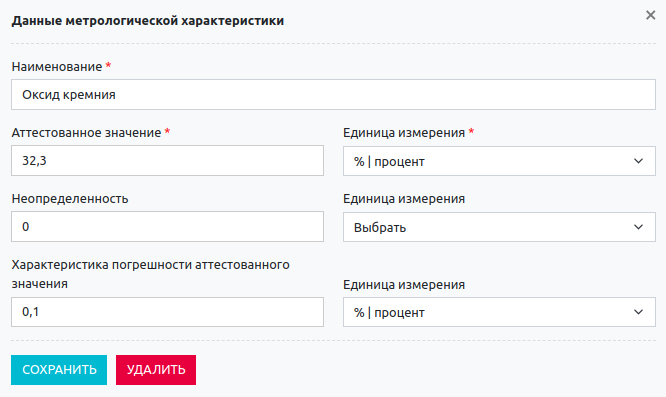 Данные метрологической характеристики
×
Наименование *
Оксид кремния
Аттестованное значение * Единица измерения *
32,3 % | процент
Неопределенность Единица измерения
0 Выбрать
Характеристика погрешности аттестованного
значения Единица измерения
0,1 % | процент
СОХРАНИТЬ УДАЛИТЬ